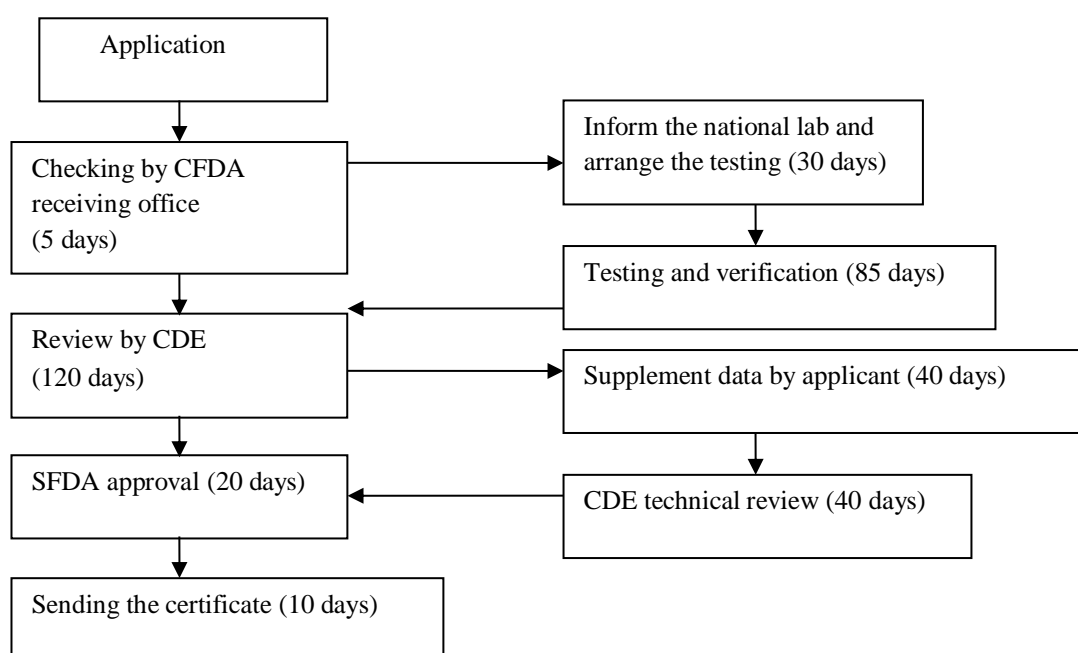 Application
Inform the national lab and
arrange the testing (30 days)
Checking by CFDA
receiving office
(5 days)
Testing and verification (85 days)
Review by CDE
(120 days)
Supplement data by applicant (40 days)
SFDA approval (20 days)
CDE technical review (40 days)
Sending the certificate (10 days)